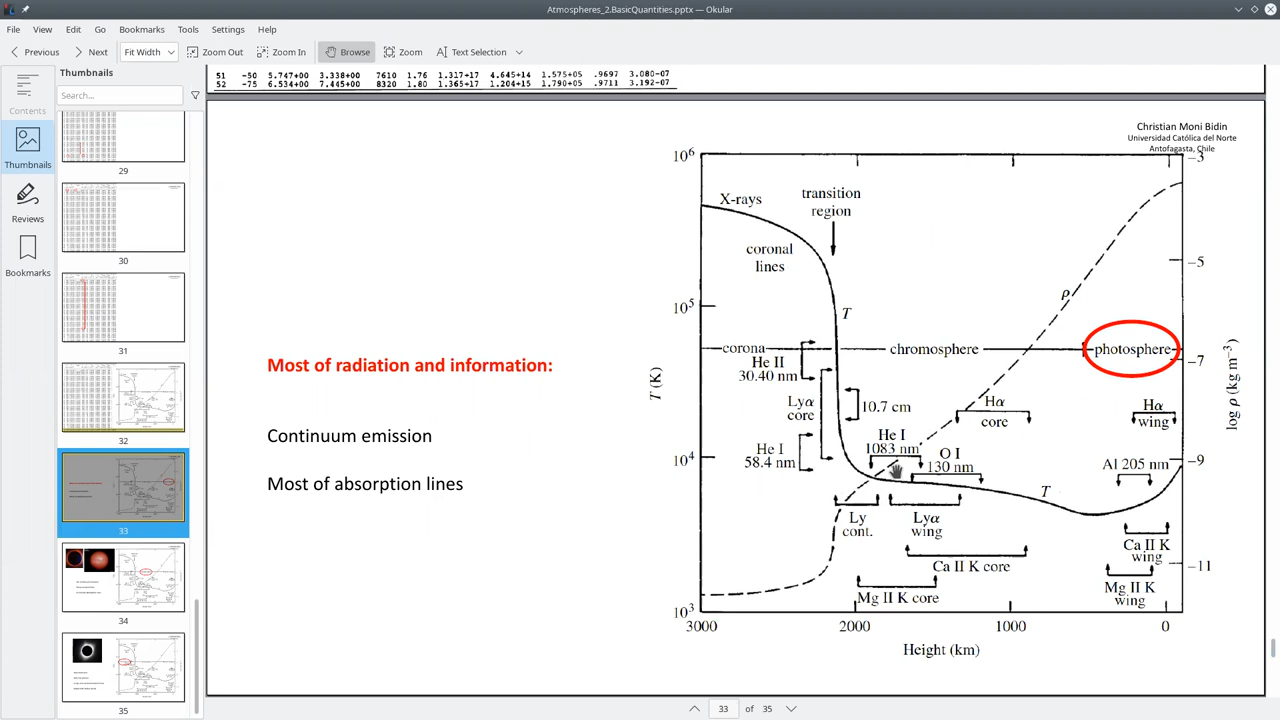 Atmospheres_2.BasicQuantities.pptx — Okular
File View Edit Go Bookmarks Tools Settings Help
Previous Next Fit Width Zoom Out Zoom In Browse Zoom Text Selection
Thumbnails
Search...
Contents
Thumbnails
Reviews
Bookmarks
29
30
31
32
33
34
35
51 -50 5.747+00 3.338+00 7610 1.76 1.317+17 4.645+14 1.575+05 .9697 3.080-07
52 -75 6.534+00 7.445+00 8320 1.80 1.365+17 1.204+15 1.790+05 .9711 3.192-07
Christian Moni Bidin
Universidad Católica del Norte
Antofagasta, Chile
Most of radiation and information:
Continuum emission
Most of absorption lines
10⁶
10⁵
10⁴
10³
T (K)
X-rays
transition
region
coronal
lines
T
ρ
corona
chromosphere
photosphere
He II
30.40 nm
Lyα
core
10.7 cm
He I
58.4 nm
He I
1083 nm
O I
130 nm
Hα
core
Hα
wing
Al 205 nm
T
Ly
cont.
Lyα
wing
Ca II K core
Mg II K core
Ca II K
wing
Mg II K
wing
-3
-5
-7
-9
-11
log ρ (kg m⁻³)
3000 2000 1000 0
Height (km)
33 of 35